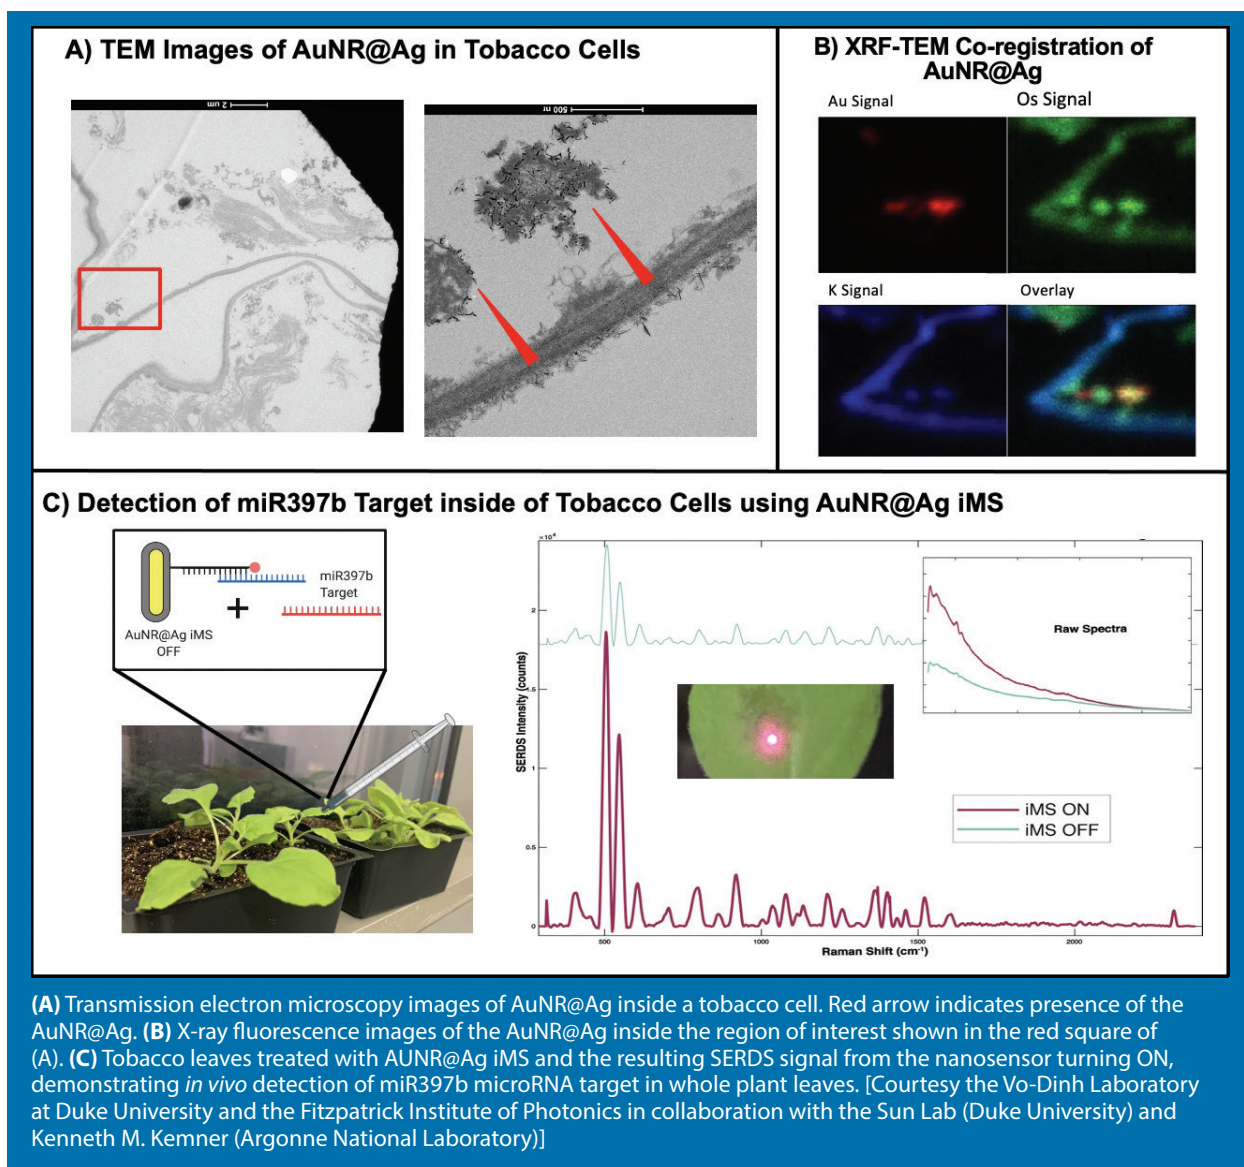 A) TEM Images of AuNR@Ag in Tobacco Cells
2 um
500 nr
B) XRF-TEM Co-registration of
AuNR@Ag
Au Signal
Os Signal
K Signal
Overlay
C) Detection of miR397b Target inside of Tobacco Cells using AuNR@Ag iMS
miR397b
Target
+
AuNR@Ag iMS
OFF
×10⁴
2
1.5
1
0.5
0
SERDS Intensity (counts)
500
1000
1500
2000
Raman Shift (cm⁻¹)
Raw Spectra
iMS ON
iMS OFF
(A) Transmission electron microscopy images of AuNR@Ag inside a tobacco cell. Red arrow indicates presence of the
AuNR@Ag. (B) X-ray fluorescence images of the AuNR@Ag inside the region of interest shown in the red square of
(A). (C) Tobacco leaves treated with AUNR@Ag iMS and the resulting SERDS signal from the nanosensor turning ON,
demonstrating in vivo detection of miR397b microRNA target in whole plant leaves. [Courtesy the Vo-Dinh Laboratory
at Duke University and the Fitzpatrick Institute of Photonics in collaboration with the Sun Lab (Duke University) and
Kenneth M. Kemner (Argonne National Laboratory)]